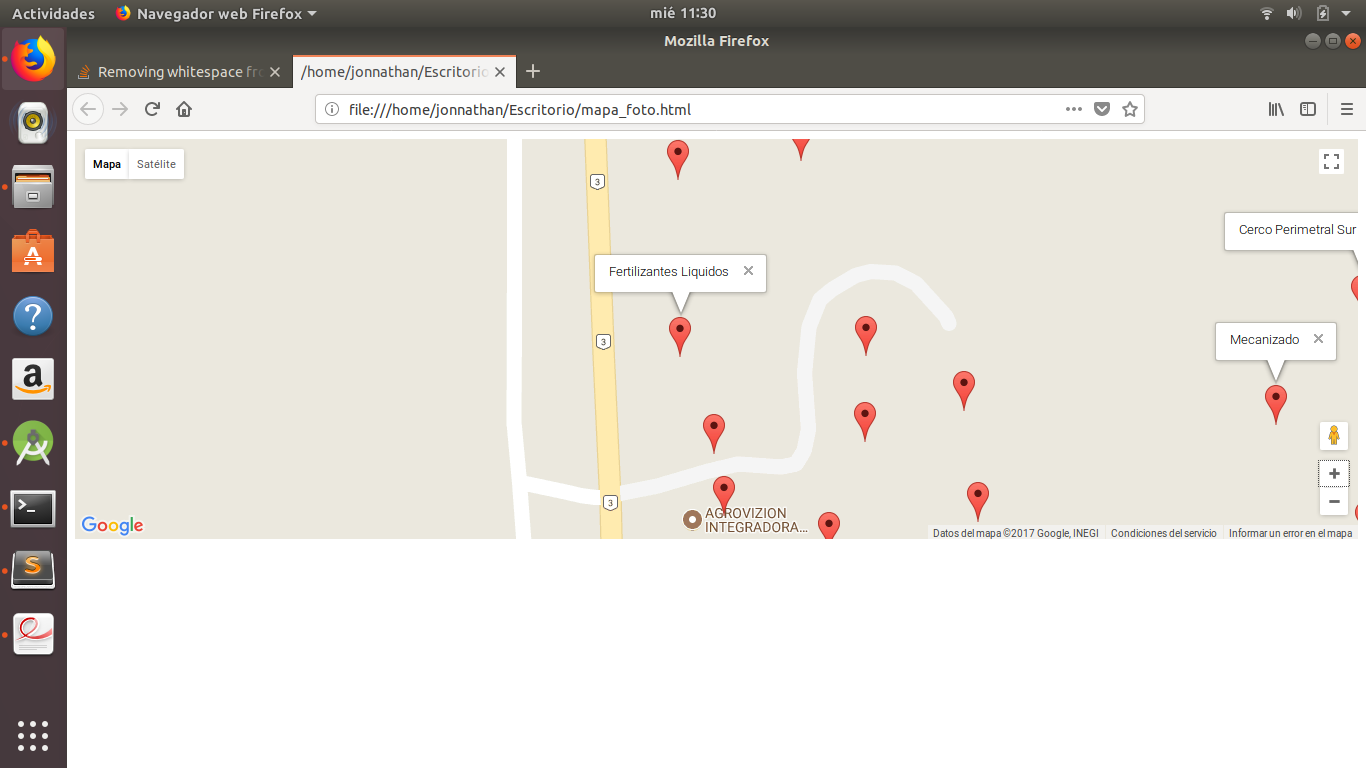 Actividades
Navegador web Firefox
mié 11:30
Mozilla Firefox
Removing whitespace fro
/home/jonnathan/Escritorio
file:///home/jonnathan/Escritorio/mapa_foto.html
Mapa
Satélite
3
Cerco Perimetral Sur
Fertilizantes Liquidos
3
Mecanizado
3
AGROVIZION
INTEGRADORA...
Google
Datos del mapa ©2017 Google, INEGI
Condiciones del servicio
Informar un error en el mapa